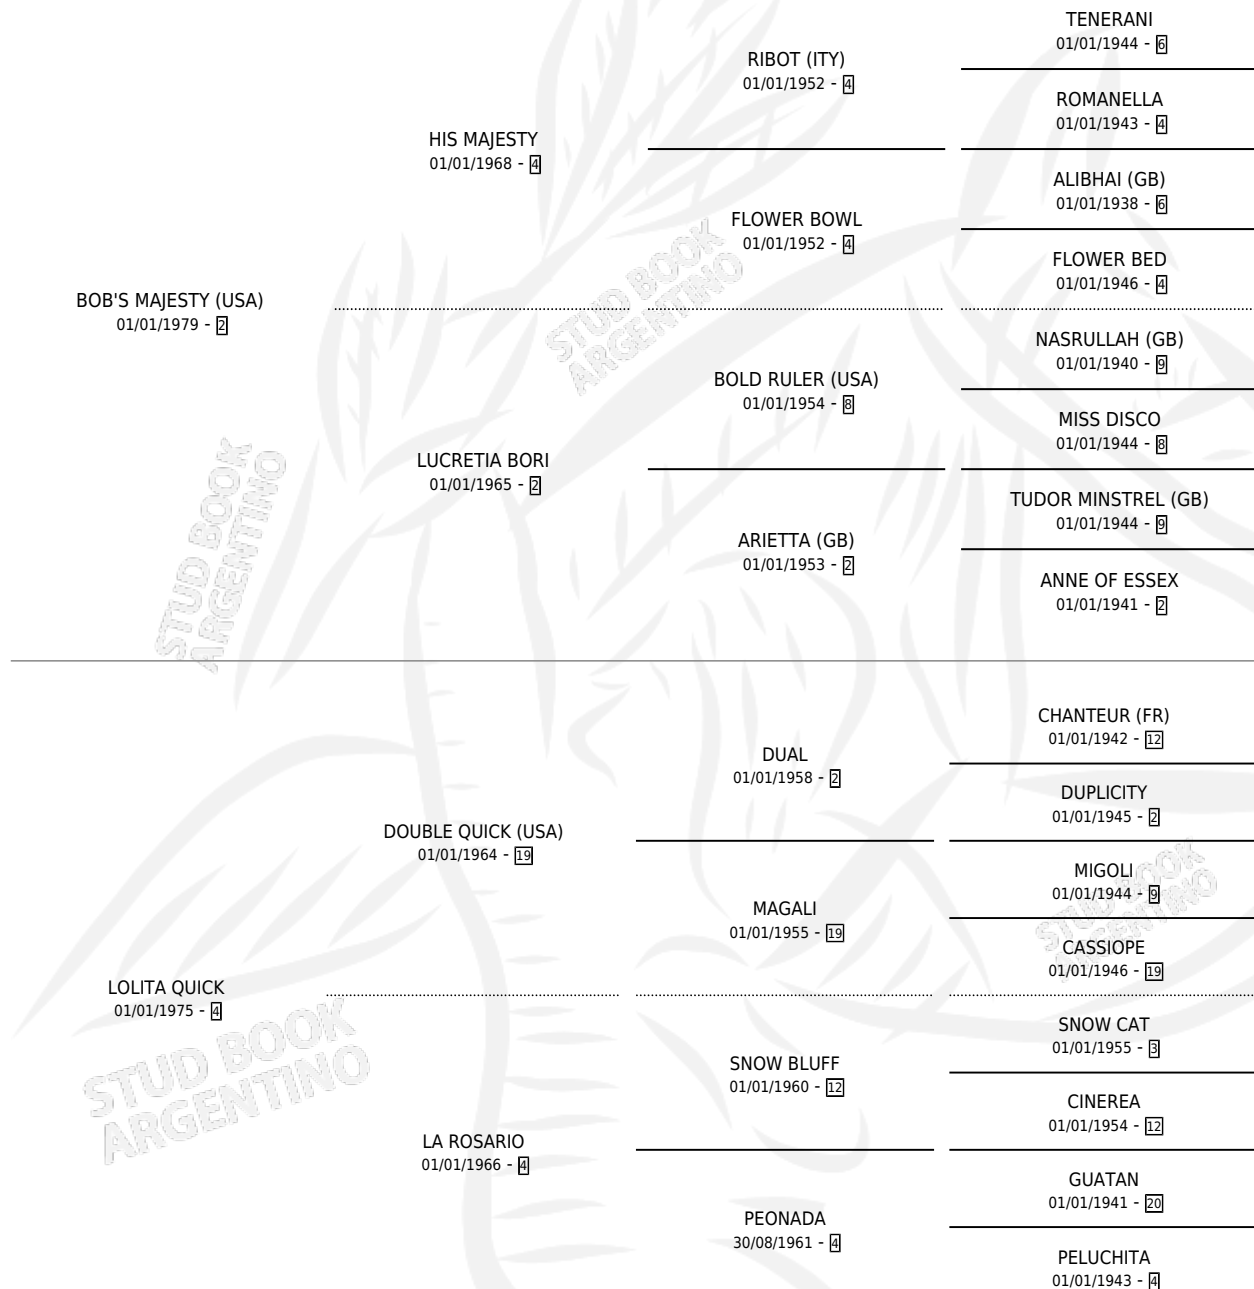 TENERANI
01/01/1944 - 6
RIBOT (ITY)
01/01/1952 - 4
ROMANELLA
01/01/1943 - 4
HIS MAJESTY
01/01/1968 - 4
ALIBHAI (GB)
01/01/1938 - 6
FLOWER BOWL
01/01/1952 - 4
FLOWER BED
01/01/1946 - 4
BOB'S MAJESTY (USA)
01/01/1979 - 2
NASRULLAH (GB)
01/01/1940 - 9
BOLD RULER (USA)
01/01/1954 - 8
MISS DISCO
01/01/1944 - 8
LUCRETIA BORI
01/01/1965 - 2
TUDOR MINSTREL (GB)
01/01/1944 - 9
ARIETTA (GB)
01/01/1953 - 2
ANNE OF ESSEX
01/01/1941 - 2
CHANTEUR (FR)
01/01/1942 - 12
DUAL
01/01/1958 - 2
DUPLICITY
01/01/1945 - 2
DOUBLE QUICK (USA)
01/01/1964 - 19
MIGOLI
01/01/1944 - 9
MAGALI
01/01/1955 - 19
CASSIOPE
01/01/1946 - 19
LOLITA QUICK
01/01/1975 - 4
SNOW CAT
01/01/1955 - 3
SNOW BLUFF
01/01/1960 - 12
CINEREA
01/01/1954 - 12
LA ROSARIO
01/01/1966 - 4
GUATAN
01/01/1941 - 20
PEONADA
30/08/1961 - 4
PELUCHITA
01/01/1943 - 4
STUD BOOK
ARGENTINO
STUD BOOK
ARGENTINO
STUD BOOK
ARGENTINO
STUD BOOK
ARGENTINO